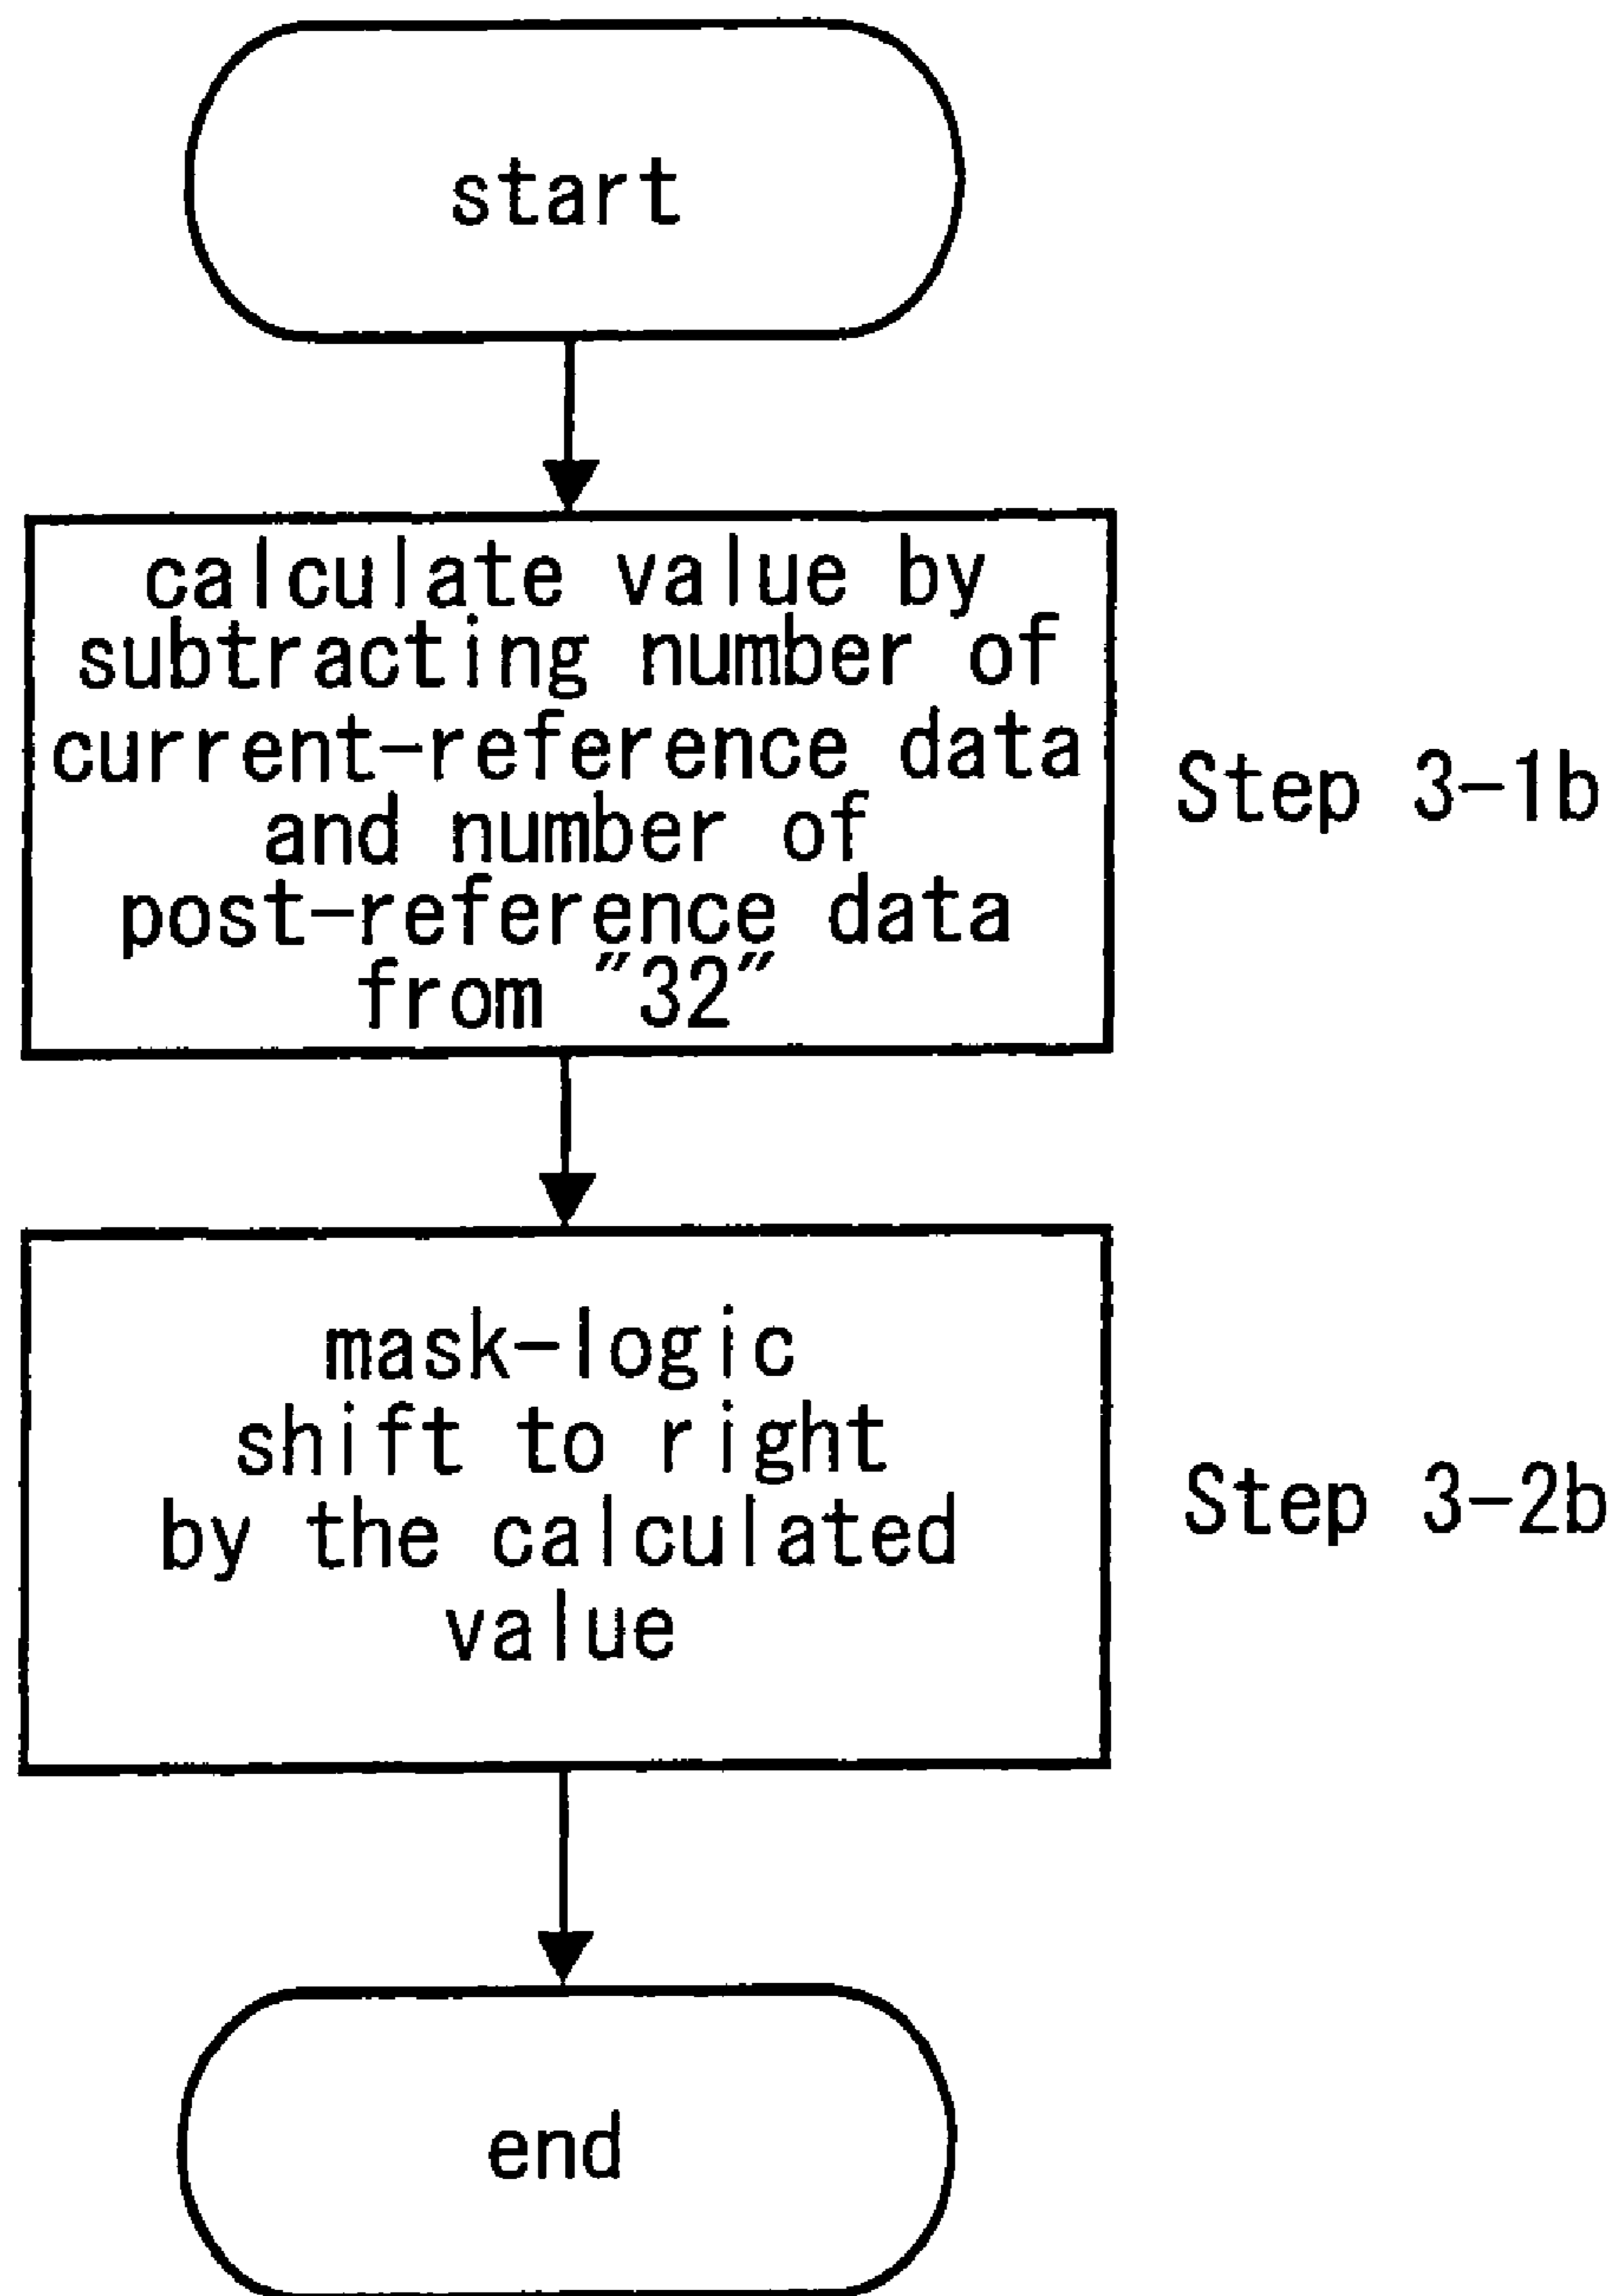 start
calculate value by
subtracting number of
current-reference data
and number of
post-reference data
from "32"
Step 3-1b
mask-logic
shift to right
by the calculated
value
Step 3-2b
end